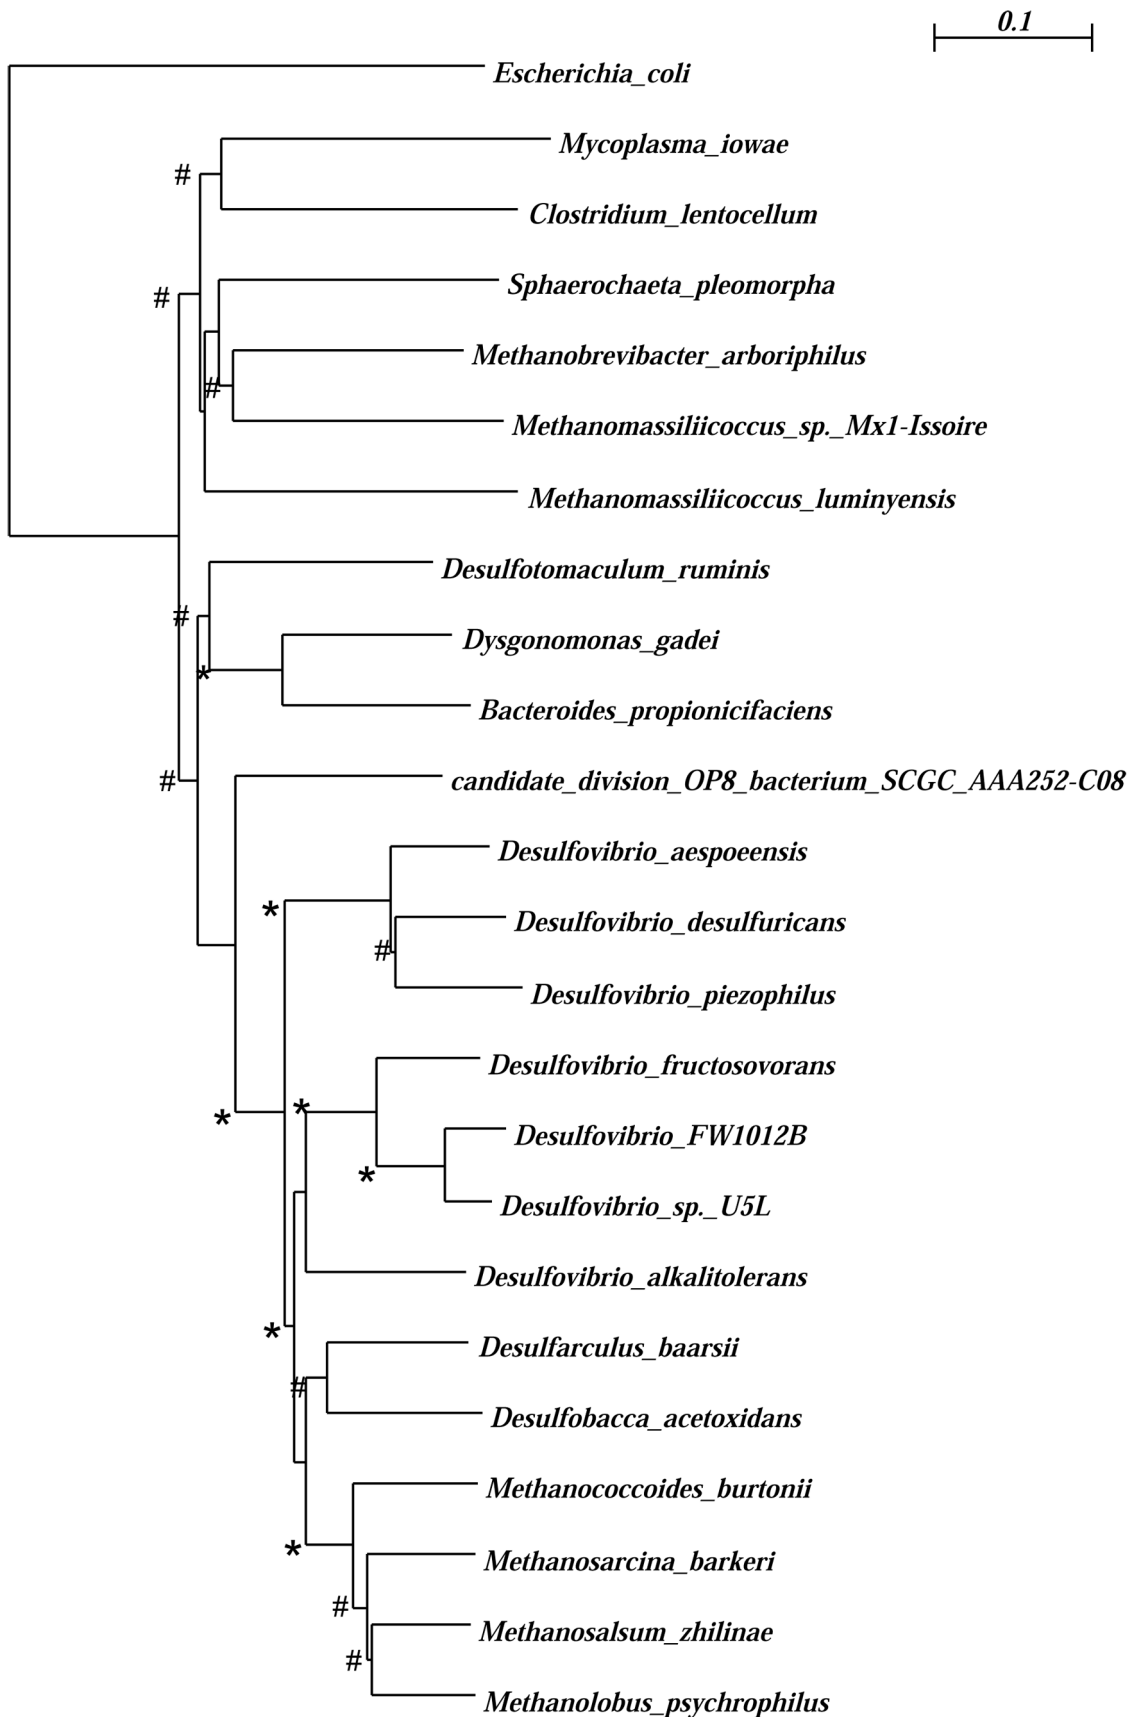 0.1
Escherichia_coli
Mycoplasma_iowae
#
Clostridium_lentocellum
Sphaerochaeta_pleomorpha
#
Methanobrevibacter_arboriphilus
#
Methanomassiliicoccus_sp._Mx1-Issoire
Methanomassiliicoccus_luminyensis
Desulfotomaculum_ruminis
#
Dysgonomonas_gadei
*
Bacteroides_propionicifaciens
#
candidate_division_OP8_bacterium_SCGC_AAA252-C08
Desulfovibrio_aespoeensis
*
Desulfovibrio_desulfuricans
#
Desulfovibrio_piezophilus
Desulfovibrio_fructosovorans
*
*
Desulfovibrio_FW1012B
*
Desulfovibrio_sp._U5L
Desulfovibrio_alkalitolerans
*
Desulfarculus_baarsii
#
Desulfobacca_acetoxidans
Methanococcoides_burtonii
*
Methanosarcina_barkeri
#
Methanosalsum_zhilinae
#
Methanolobus_psychrophilus